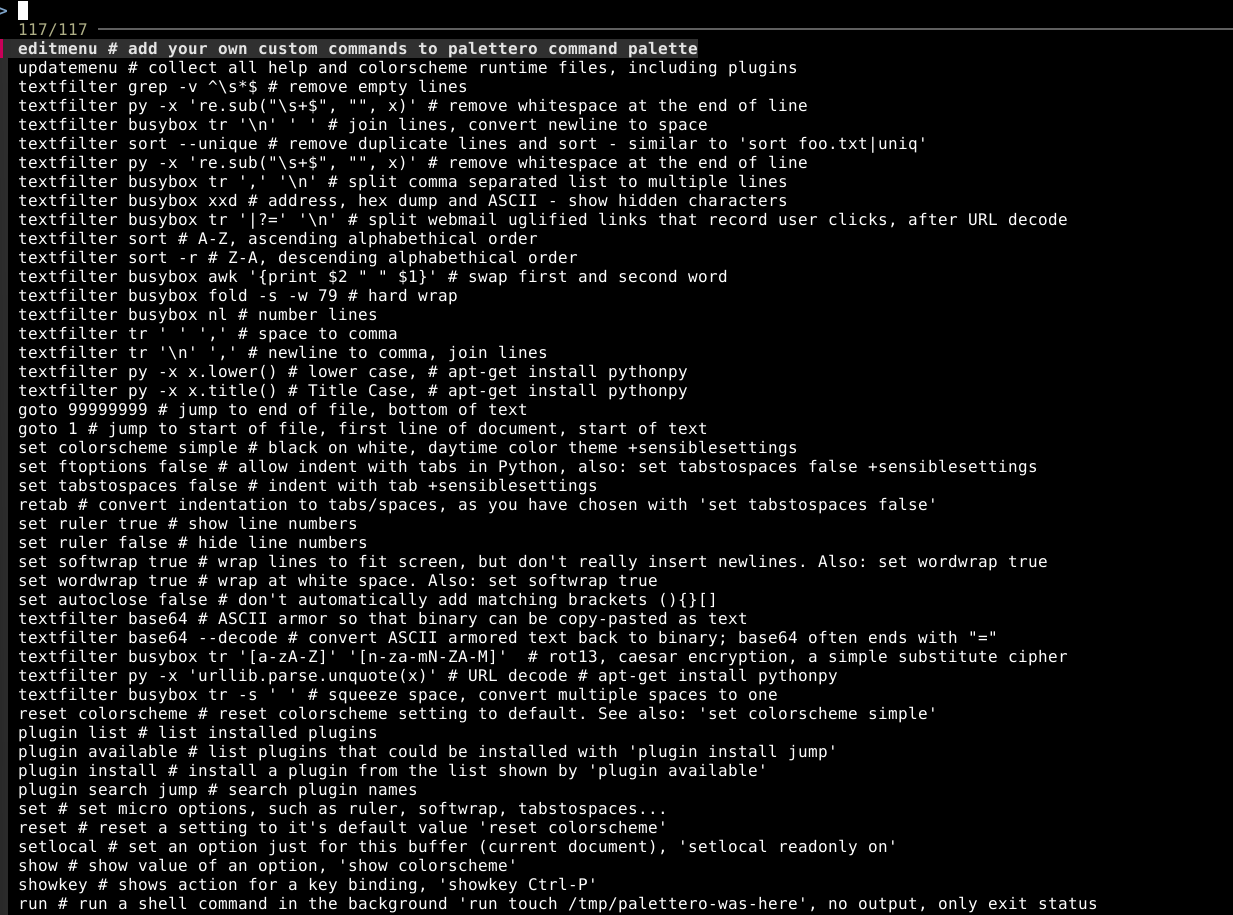 >
117/117
editmenu # add your own custom commands to palettero command palette
updatemenu # collect all help and colorscheme runtime files, including plugins
textfilter grep -v ^\s*$ # remove empty lines
textfilter py -x 're.sub("\s+$", "", x)' # remove whitespace at the end of line
textfilter busybox tr '\n' ' ' # join lines, convert newline to space
textfilter sort --unique # remove duplicate lines and sort - similar to 'sort foo.txt|uniq'
textfilter py -x 're.sub("\s+$", "", x)' # remove whitespace at the end of line
textfilter busybox tr ',' '\n' # split comma separated list to multiple lines
textfilter busybox xxd # address, hex dump and ASCII - show hidden characters
textfilter busybox tr '|?=' '\n' # split webmail uglified links that record user clicks, after URL decode
textfilter sort # A-Z, ascending alphabethical order
textfilter sort -r # Z-A, descending alphabethical order
textfilter busybox awk '{print $2 " " $1}' # swap first and second word
textfilter busybox fold -s -w 79 # hard wrap
textfilter busybox nl # number lines
textfilter tr ' ' ',' # space to comma
textfilter tr '\n' ',' # newline to comma, join lines
textfilter py -x x.lower() # lower case, # apt-get install pythonpy
textfilter py -x x.title() # Title Case, # apt-get install pythonpy
goto 99999999 # jump to end of file, bottom of text
goto 1 # jump to start of file, first line of document, start of text
set colorscheme simple # black on white, daytime color theme +sensiblesettings
set ftoptions false # allow indent with tabs in Python, also: set tabstospaces false +sensiblesettings
set tabstospaces false # indent with tab +sensiblesettings
retab # convert indentation to tabs/spaces, as you have chosen with 'set tabstospaces false'
set ruler true # show line numbers
set ruler false # hide line numbers
set softwrap true # wrap lines to fit screen, but don't really insert newlines. Also: set wordwrap true
set wordwrap true # wrap at white space. Also: set softwrap true
set autoclose false # don't automatically add matching brackets (){}[]
textfilter base64 # ASCII armor so that binary can be copy-pasted as text
textfilter base64 --decode # convert ASCII armored text back to binary; base64 often ends with "="
textfilter busybox tr '[a-zA-Z]' '[n-za-mN-ZA-M]'  # rot13, caesar encryption, a simple substitute cipher
textfilter py -x 'urllib.parse.unquote(x)' # URL decode # apt-get install pythonpy
textfilter busybox tr -s ' ' # squeeze space, convert multiple spaces to one
reset colorscheme # reset colorscheme setting to default. See also: 'set colorscheme simple'
plugin list # list installed plugins
plugin available # list plugins that could be installed with 'plugin install jump'
plugin install # install a plugin from the list shown by 'plugin available'
plugin search jump # search plugin names
set # set micro options, such as ruler, softwrap, tabstospaces...
reset # reset a setting to it's default value 'reset colorscheme'
setlocal # set an option just for this buffer (current document), 'setlocal readonly on'
show # show value of an option, 'show colorscheme'
showkey # shows action for a key binding, 'showkey Ctrl-P'
run # run a shell command in the background 'run touch /tmp/palettero-was-here', no output, only exit status